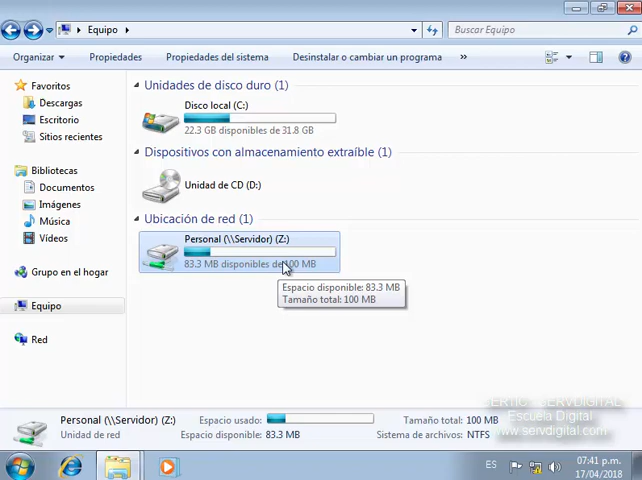 Equipo
Buscar Equipo
Organizar
Propiedades
Propiedades del sistema
Desinstalar o cambiar un programa
»
Favoritos
Descargas
Escritorio
Sitios recientes
Bibliotecas
Documentos
Imágenes
Música
Vídeos
Grupo en el hogar
Equipo
Red
Unidades de disco duro (1)
Disco local (C:)
22.3 GB disponibles de 31.8 GB
Dispositivos con almacenamiento extraíble (1)
Unidad de CD (D:)
Ubicación de red (1)
Personal (\\Servidor) (Z:)
83.3 MB disponibles de 100 MB
Espacio disponible: 83.3 MB
Tamaño total: 100 MB
SERVDIGITAL
Escuela Digital
www.servdigital.com
Personal (\\Servidor) (Z:)
Espacio usado:
Tamaño total: 100 MB
Unidad de red
Espacio disponible: 83.3 MB
Sistema de archivos: NTFS
ES
07:41 p.m.
17/04/2018